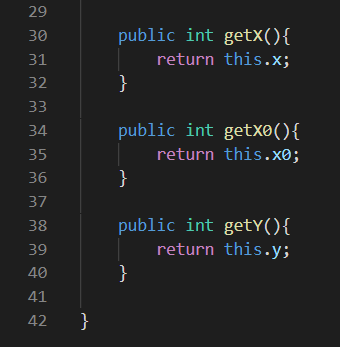 29
30 public int getX(){
31 return this.x;
32 }
33
34 public int getX0(){
35 return this.x0;
36 }
37
38 public int getY(){
39 return this.y;
40 }
41
42 }